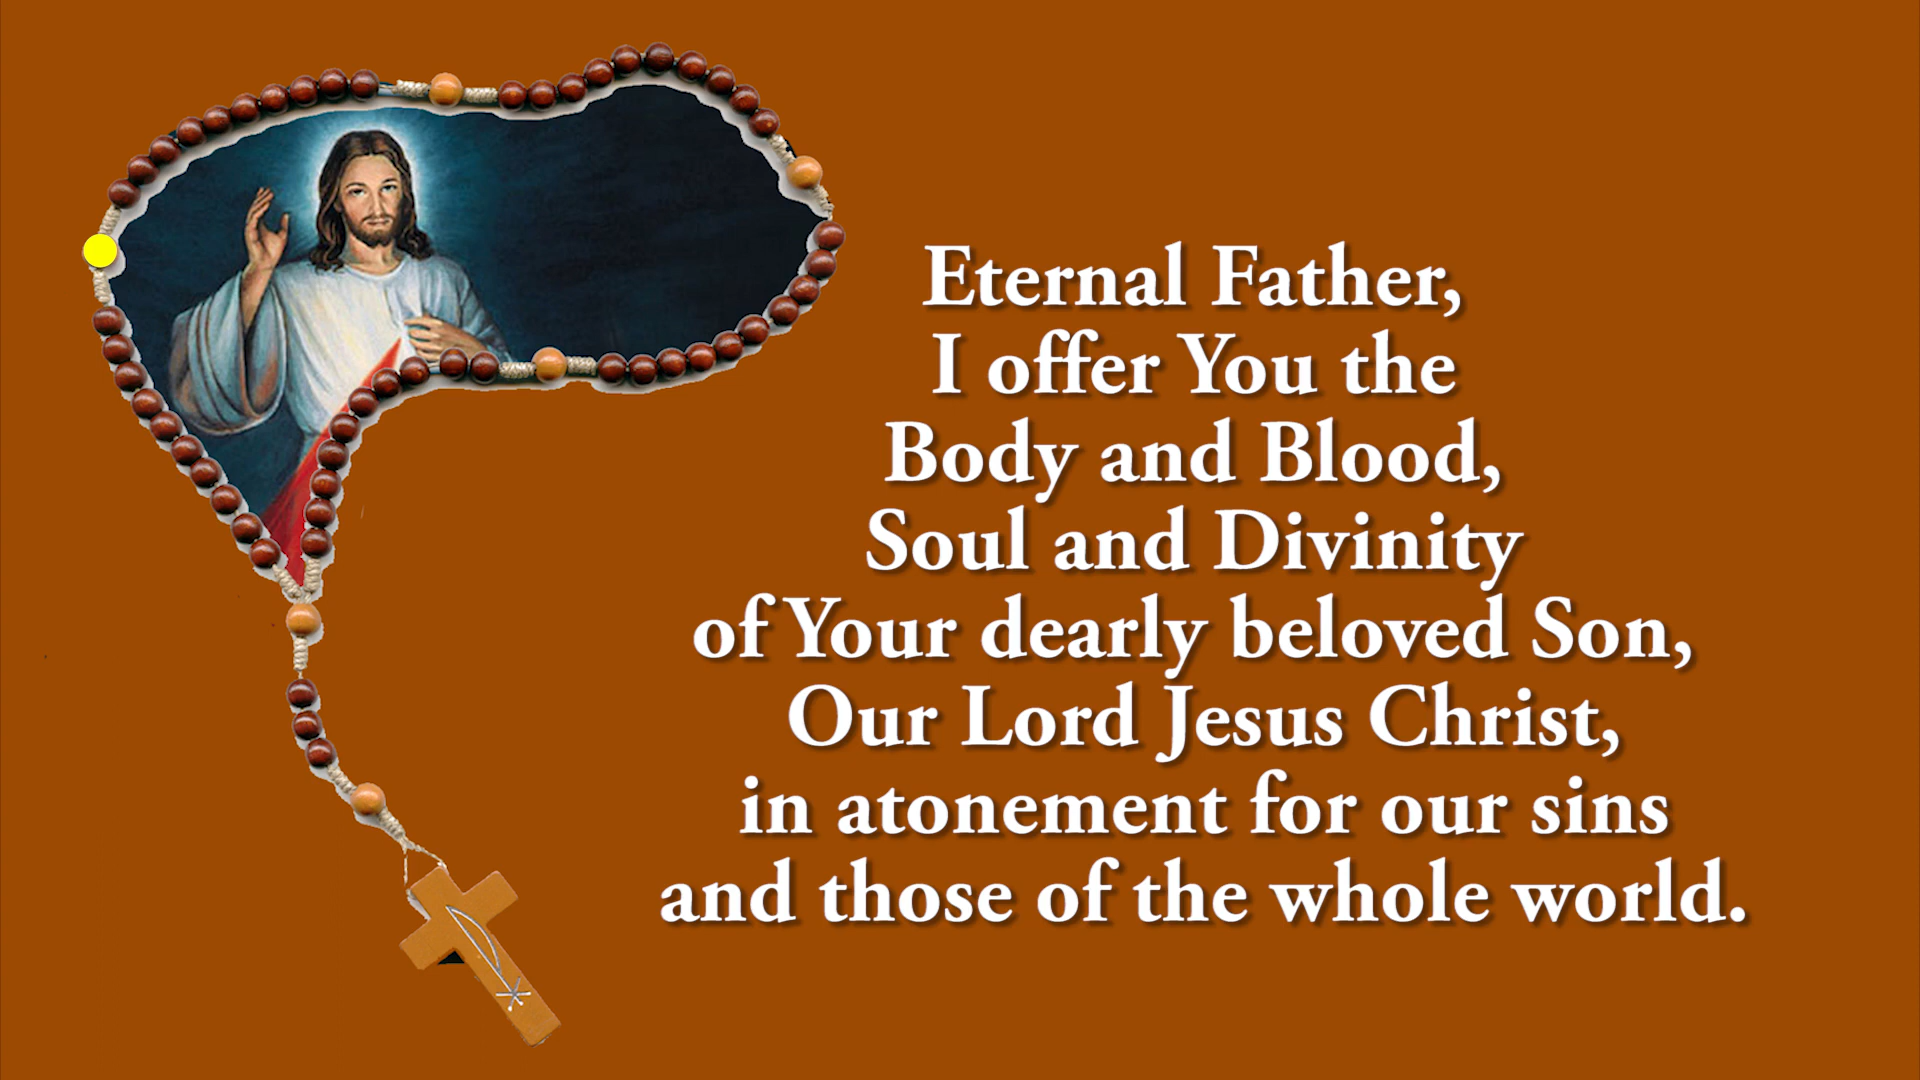 Eternal Father,
I offer You the
Body and Blood,
Soul and Divinity
of Your dearly beloved Son,
Our Lord Jesus Christ,
in atonement for our sins
and those of the whole world.